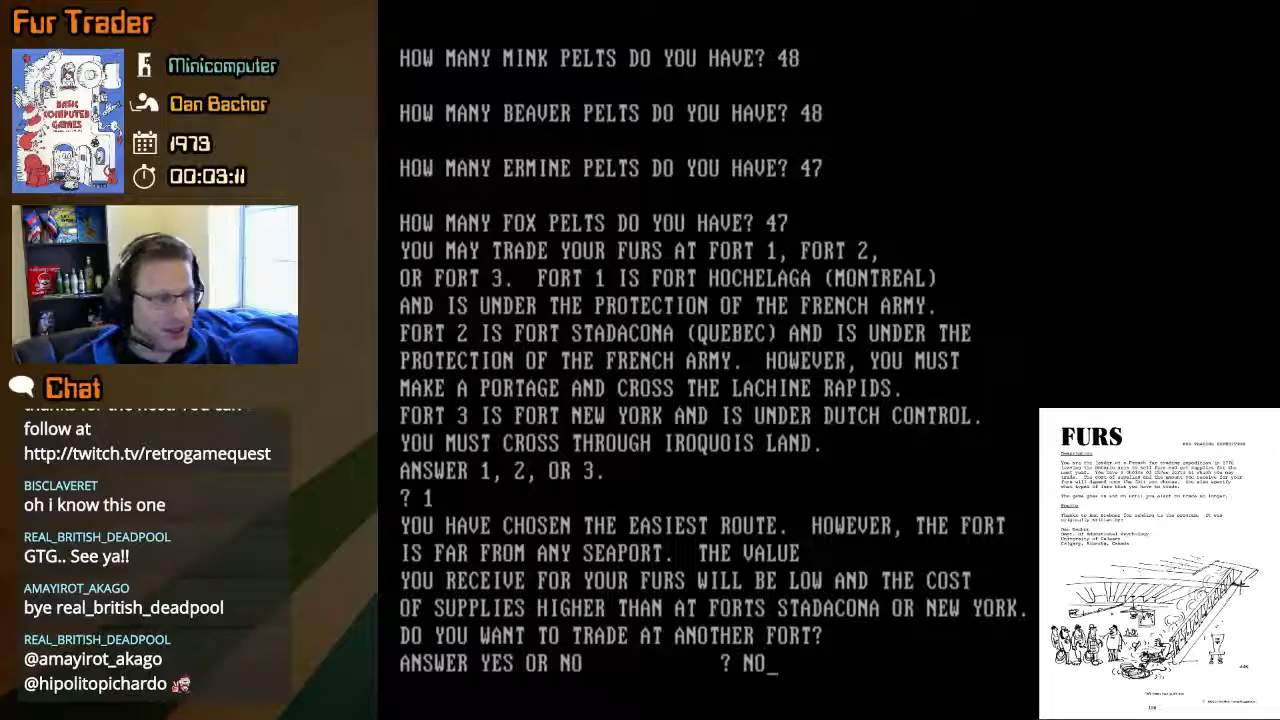 Fur Trader
BASIC
COMPUTER
GAMES
Minicomputer
Dan Bachor
1973
00:03:11
Chat
follow at
http://twitch.tv/retrogamequest
BISCLAVERET
oh I know this one
REAL_BRITISH_DEADPOOL
GTG.. See ya!!
AMAYIROT_AKAGO
bye real_british_deadpool
REAL_BRITISH_DEADPOOL
@amayirot_akago
@hipolitopichardo
HOW MANY MINK PELTS DO YOU HAVE? 48
HOW MANY BEAVER PELTS DO YOU HAVE? 48
HOW MANY ERMINE PELTS DO YOU HAVE? 47
HOW MANY FOX PELTS DO YOU HAVE? 47
YOU MAY TRADE YOUR FURS AT FORT 1, FORT 2,
OR FORT 3. FORT 1 IS FORT HOCHELAGA (MONTREAL)
AND IS UNDER THE PROTECTION OF THE FRENCH ARMY.
FORT 2 IS FORT STADACONA (QUEBEC) AND IS UNDER THE
PROTECTION OF THE FRENCH ARMY. HOWEVER, YOU MUST
MAKE A PORTAGE AND CROSS THE LACHINE RAPIDS.
FORT 3 IS FORT NEW YORK AND IS UNDER DUTCH CONTROL.
YOU MUST CROSS THROUGH IROQUOIS LAND.
ANSWER 1, 2, OR 3.
? 1
YOU HAVE CHOSEN THE EASIEST ROUTE. HOWEVER, THE FORT
IS FAR FROM ANY SEAPORT. THE VALUE
YOU RECEIVE FOR YOUR FURS WILL BE LOW AND THE COST
OF SUPPLIES HIGHER THAN AT FORTS STADACONA OR NEW YORK.
DO YOU WANT TO TRADE AT ANOTHER FORT?
ANSWER YES OR NO ? NO_
FURS